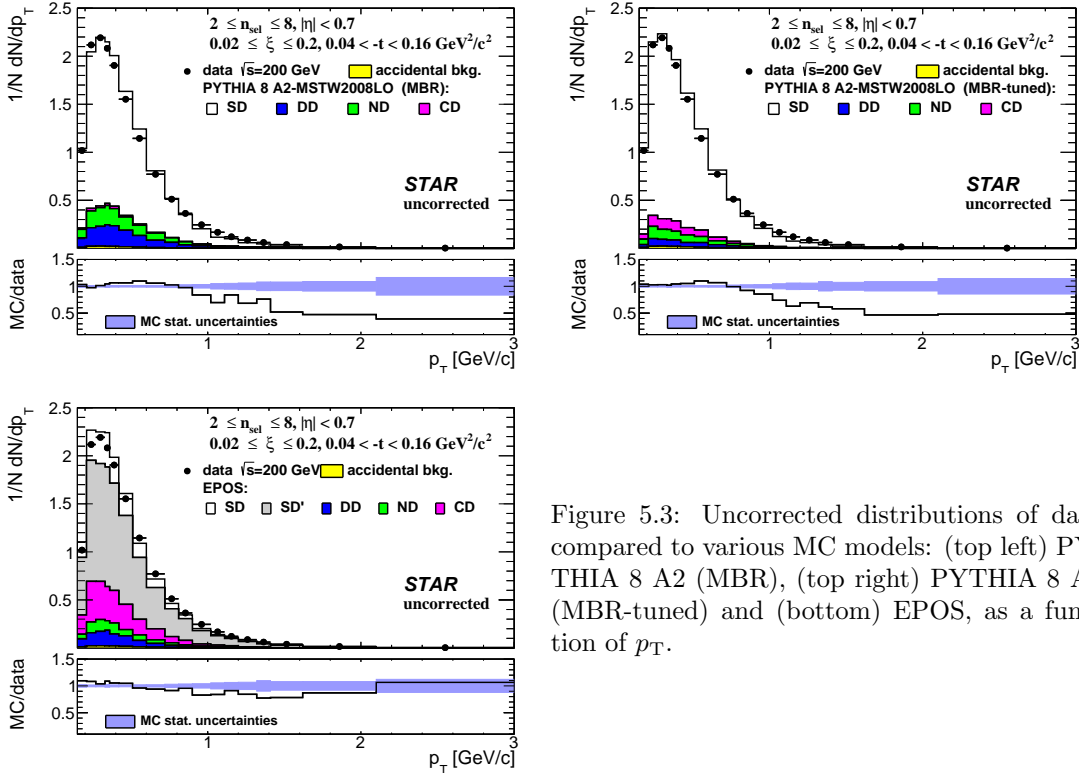 1/N dN/dpT
2.5
2
1.5
1
0.5
2 ≤ nsel ≤ 8, |η| < 0.7
0.02 ≤ ξ ≤ 0.2, 0.04 < -t < 0.16 GeV²/c²
data √s=200 GeV accidental bkg.
PYTHIA 8 A2-MSTW2008LO (MBR):
SD DD ND CD
STAR
uncorrected
MC/data
1.5
1
0.5
MC stat. uncertainties
1 2 3
pT [GeV/c]
1/N dN/dpT
2.5
2
1.5
1
0.5
2 ≤ nsel ≤ 8, |η| < 0.7
0.02 ≤ ξ ≤ 0.2, 0.04 < -t < 0.16 GeV²/c²
data √s=200 GeV accidental bkg.
PYTHIA 8 A2-MSTW2008LO (MBR-tuned):
SD DD ND CD
STAR
uncorrected
MC/data
1.5
1
0.5
MC stat. uncertainties
1 2 3
pT [GeV/c]
1/N dN/dpT
2.5
2
1.5
1
0.5
2 ≤ nsel ≤ 8, |η| < 0.7
0.02 ≤ ξ ≤ 0.2, 0.04 < -t < 0.16 GeV²/c²
data √s=200 GeV accidental bkg.
EPOS:
SD SD' DD ND CD
STAR
uncorrected
MC/data
1.5
1
0.5
MC stat. uncertainties
1 2 3
pT [GeV/c]
Figure 5.3: Uncorrected distributions of da
compared to various MC models: (top left) PY
THIA 8 A2 (MBR), (top right) PYTHIA 8 A
(MBR-tuned) and (bottom) EPOS, as a fun
tion of pT.